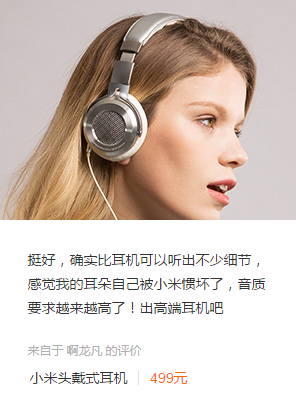 挺好，确实比耳机可以听出不少细节，
感觉我的耳朵自己被小米惯坏了，音质
要求越来越高了！出高端耳机吧
来自于 啊龙凡 的评价
小米头戴式耳机 | 499元